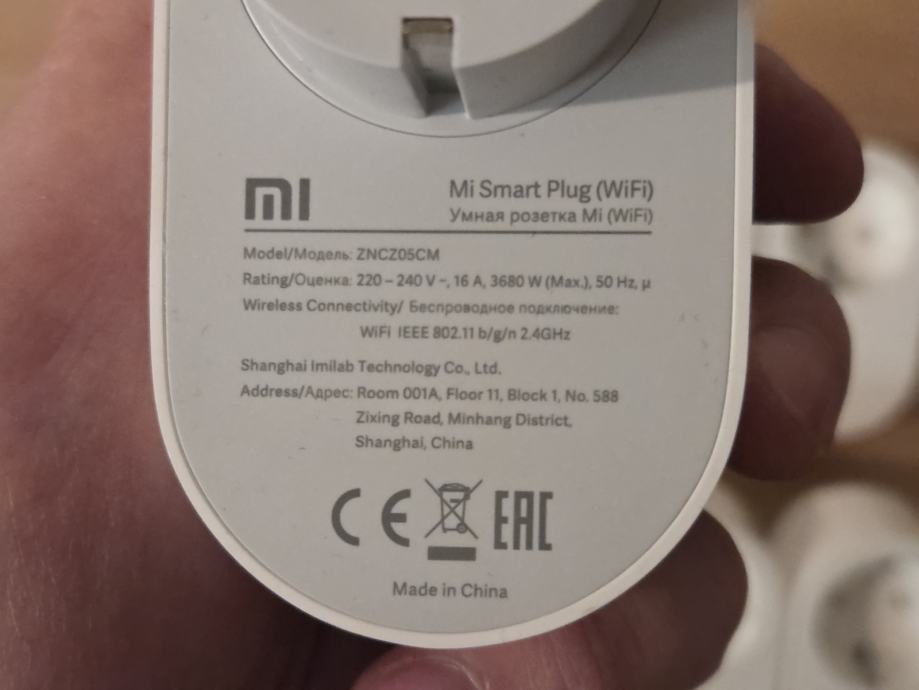 mi
Mi Smart Plug (WiFi)
Умная розетка Mi (WiFi)
Model/Модель: ZNCZ05CM
Rating/Оценка: 220 – 240 V ~, 16 A, 3680 W (Max.), 50 Hz, μ
Wireless Connectivity/ Беспроводное подключение:
WiFi IEEE 802.11 b/g/n 2.4GHz
Shanghai Imilab Technology Co., Ltd.
Address/Адрес: Room 001A, Floor 11, Block 1, No. 588
Zixing Road, Minhang District,
Shanghai, China
CE EAC
Made in China